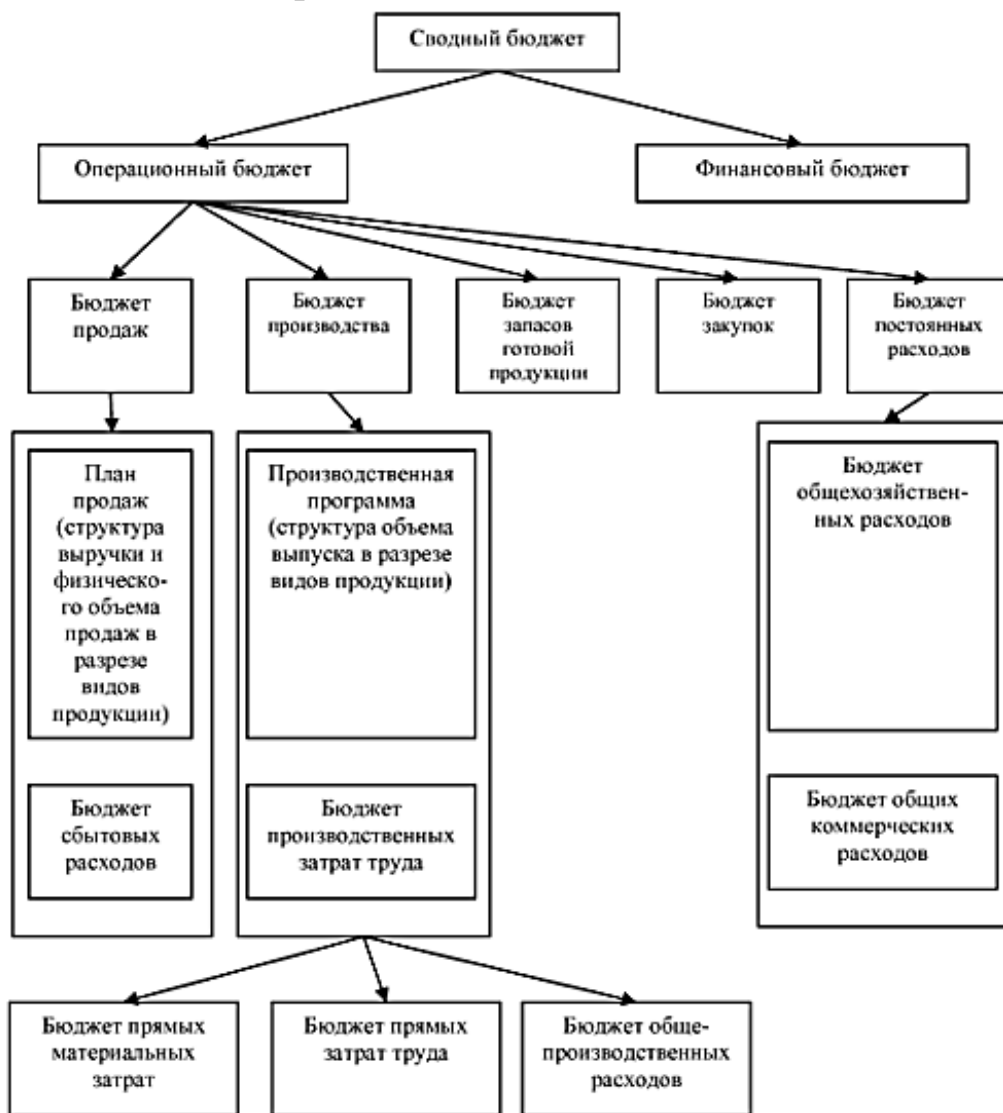 Сводный бюджет
Операционный бюджет
Финансовый бюджет
Бюджет
продаж
Бюджет
производства
Бюджет
запасов
готовой
продукции
Бюджет
закупок
Бюджет
постоянных
расходов
План
продаж
(структура
выручки и
физическо-
го объема
продаж в
разрезе
видов
продукции)
Бюджет
сбытовых
расходов
Производственная
программа
(структура объема
выпуска в разрезе
видов продукции)
Бюджет
производственных
затрат труда
Бюджет
общехозяйствен-
ных расходов
Бюджет общих
коммерческих
расходов
Бюджет прямых
материальных
затрат
Бюджет прямых
затрат труда
Бюджет обще-
производственных
расходов